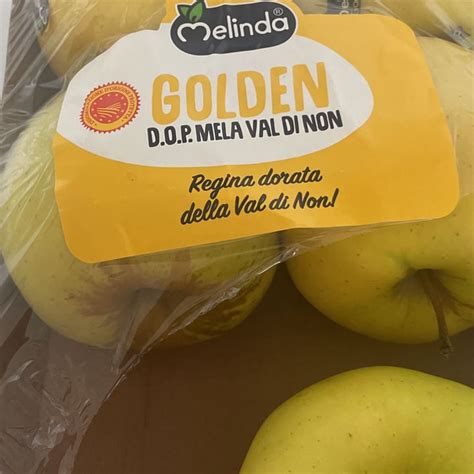 Melinda®
GOLDEN
D.O.P. MELA VAL DI NON
Regina dorata
della Val di Non!